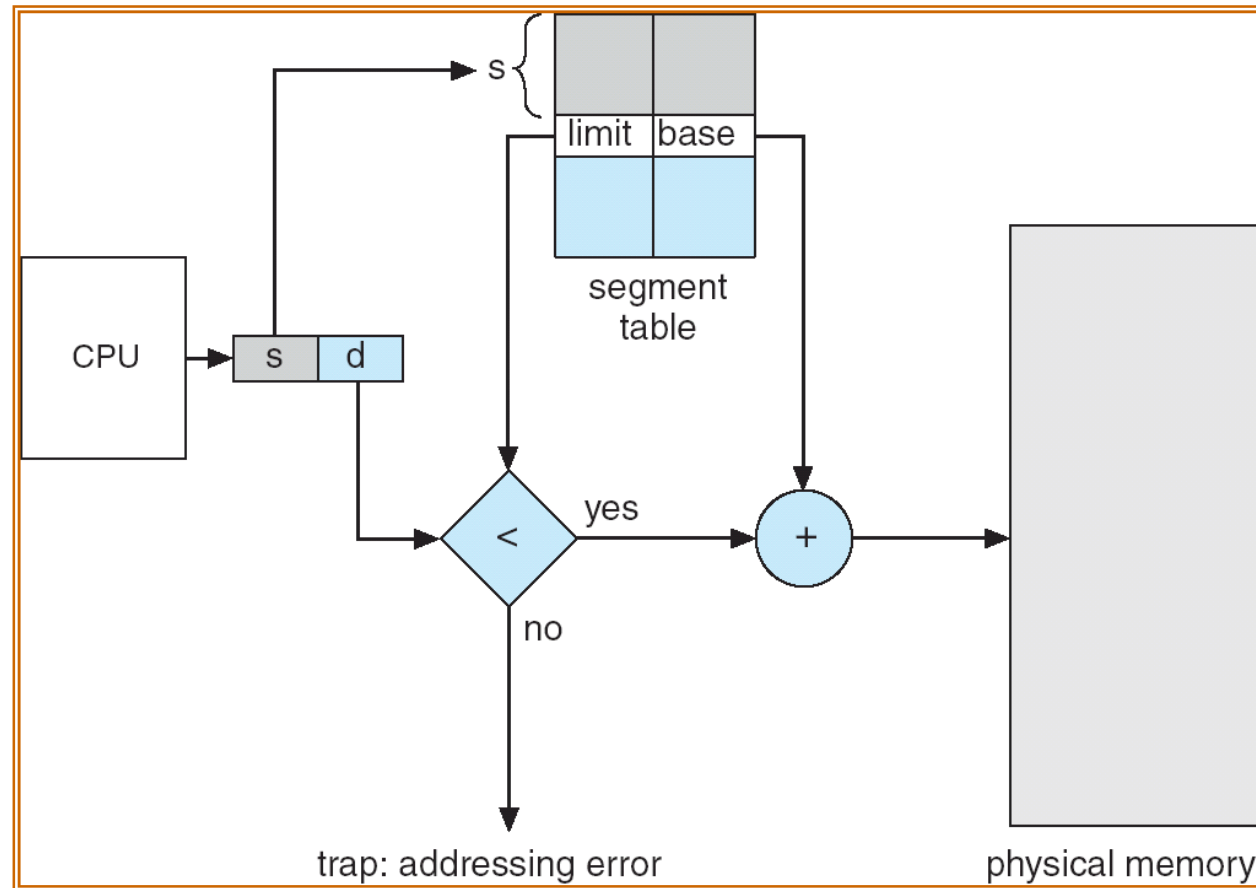 s
limit base
segment
table
CPU
s d
<
yes
+
no
trap: addressing error
physical memory